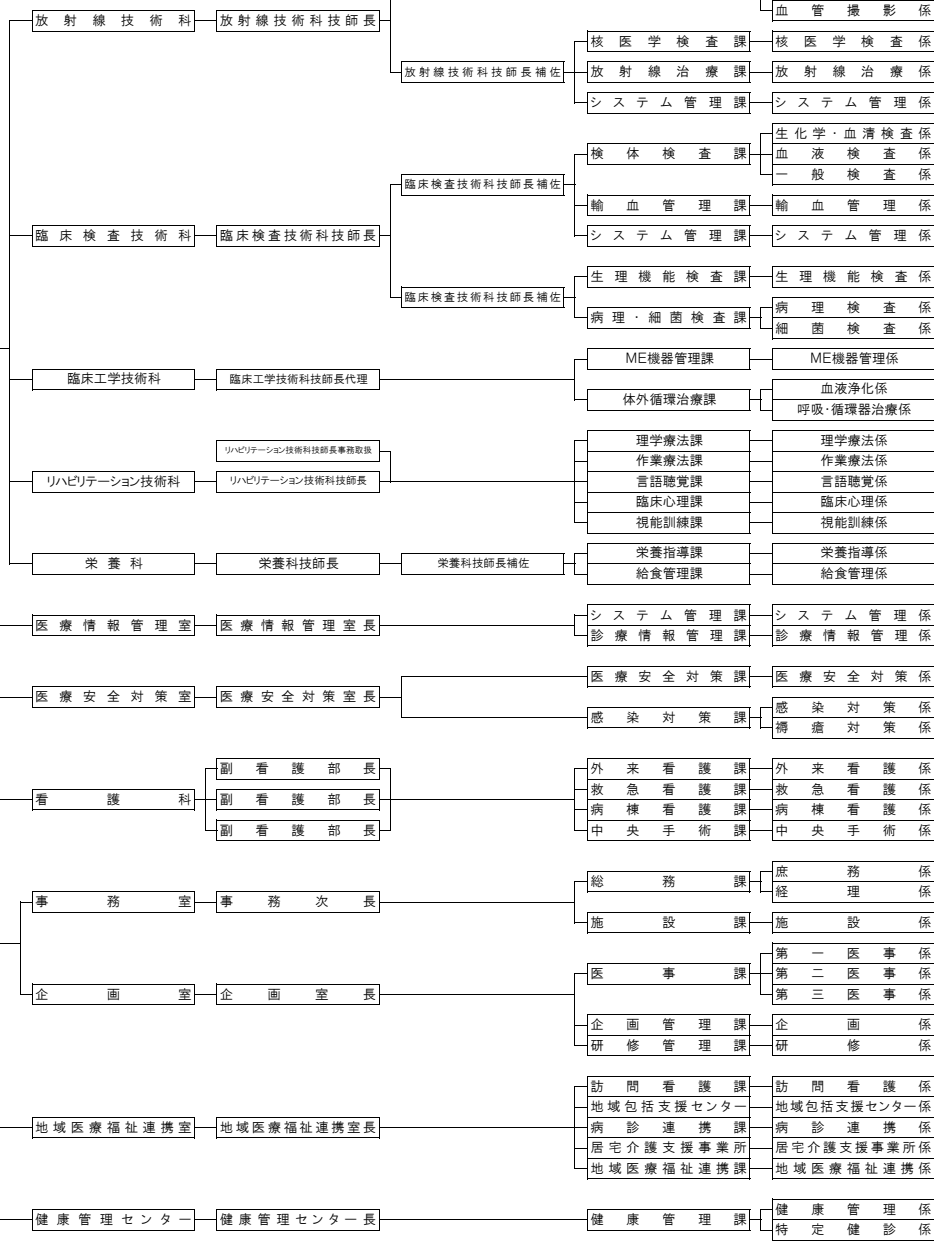 血管撮影係
放射線技術科 放射線技術科技師長
核医学検査課 核医学検査係
放射線技術科技師長補佐 放射線治療課 放射線治療係
システム管理課 システム管理係
生化学・血清検査係
検体検査課 血液検査係
一般検査係
臨床検査技術科技師長補佐
輸血管理課 輸血管理係
臨床検査技術科 臨床検査技術科技師長 システム管理課 システム管理係
生理機能検査課 生理機能検査係
臨床検査技術科技師長補佐
病理検査係
病理・細菌検査課
細菌検査係
ME機器管理課 ME機器管理係
臨床工学技術科 臨床工学技術科技師長代理
血液浄化係
体外循環治療課
呼吸・循環器治療係
理学療法課 理学療法係
リハビリテーション技術科技師長事務取扱
作業療法課 作業療法係
リハビリテーション技術科 リハビリテーション技術科技師長 言語聴覚課 言語聴覚係
臨床心理課 臨床心理係
視能訓練課 視能訓練係
栄養指導課 栄養指導係
栄養科 栄養科技師長 栄養科技師長補佐
給食管理課 給食管理係
システム管理課 システム管理係
医療情報管理室 医療情報管理室長
診療情報管理課 診療情報管理係
医療安全対策課 医療安全対策係
医療安全対策室 医療安全対策室長
感染対策係
感染対策課
褥瘡対策係
副看護部長 外来看護課 外来看護係
救急看護課 救急看護係
看護科 副看護部長
病棟看護課 病棟看護係
副看護部長 中央手術課 中央手術係
庶務係
総務課
経理係
事務室 事務次長
施設課 施設係
第一医事係
医事課 第二医事係
企画室 企画室長 第三医事係
企画管理課 企画係
研修管理課 研修係
訪問看護課 訪問看護係
地域包括支援センター 地域包括支援センター係
地域医療福祉連携室 地域医療福祉連携室長 病診連携課 病診連携係
居宅介護支援事業所 居宅介護支援事業所係
地域医療福祉連携課 地域医療福祉連携係
健康管理係
健康管理センター 健康管理センター長 健康管理課
特定健診係